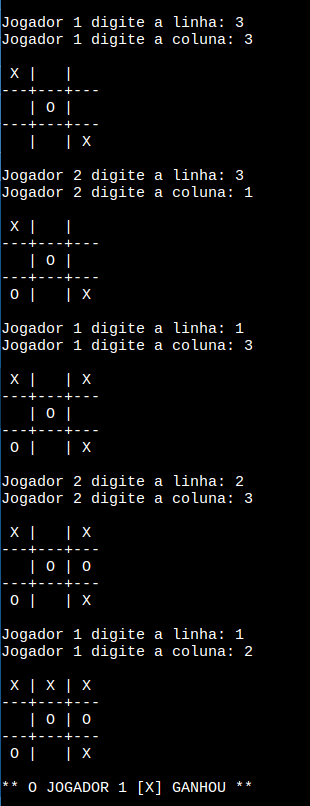 Jogador 1 digite a linha: 3
Jogador 1 digite a coluna: 3
 X |   |
---+---+---
   | O |
---+---+---
   |   | X
Jogador 2 digite a linha: 3
Jogador 2 digite a coluna: 1
 X |   |
---+---+---
   | O |
---+---+---
 O |   | X
Jogador 1 digite a linha: 1
Jogador 1 digite a coluna: 3
 X |   | X
---+---+---
   | O |
---+---+---
 O |   | X
Jogador 2 digite a linha: 2
Jogador 2 digite a coluna: 3
 X |   | X
---+---+---
   | O | O
---+---+---
 O |   | X
Jogador 1 digite a linha: 1
Jogador 1 digite a coluna: 2
 X | X | X
---+---+---
   | O | O
---+---+---
 O |   | X
** O JOGADOR 1 [X] GANHOU **